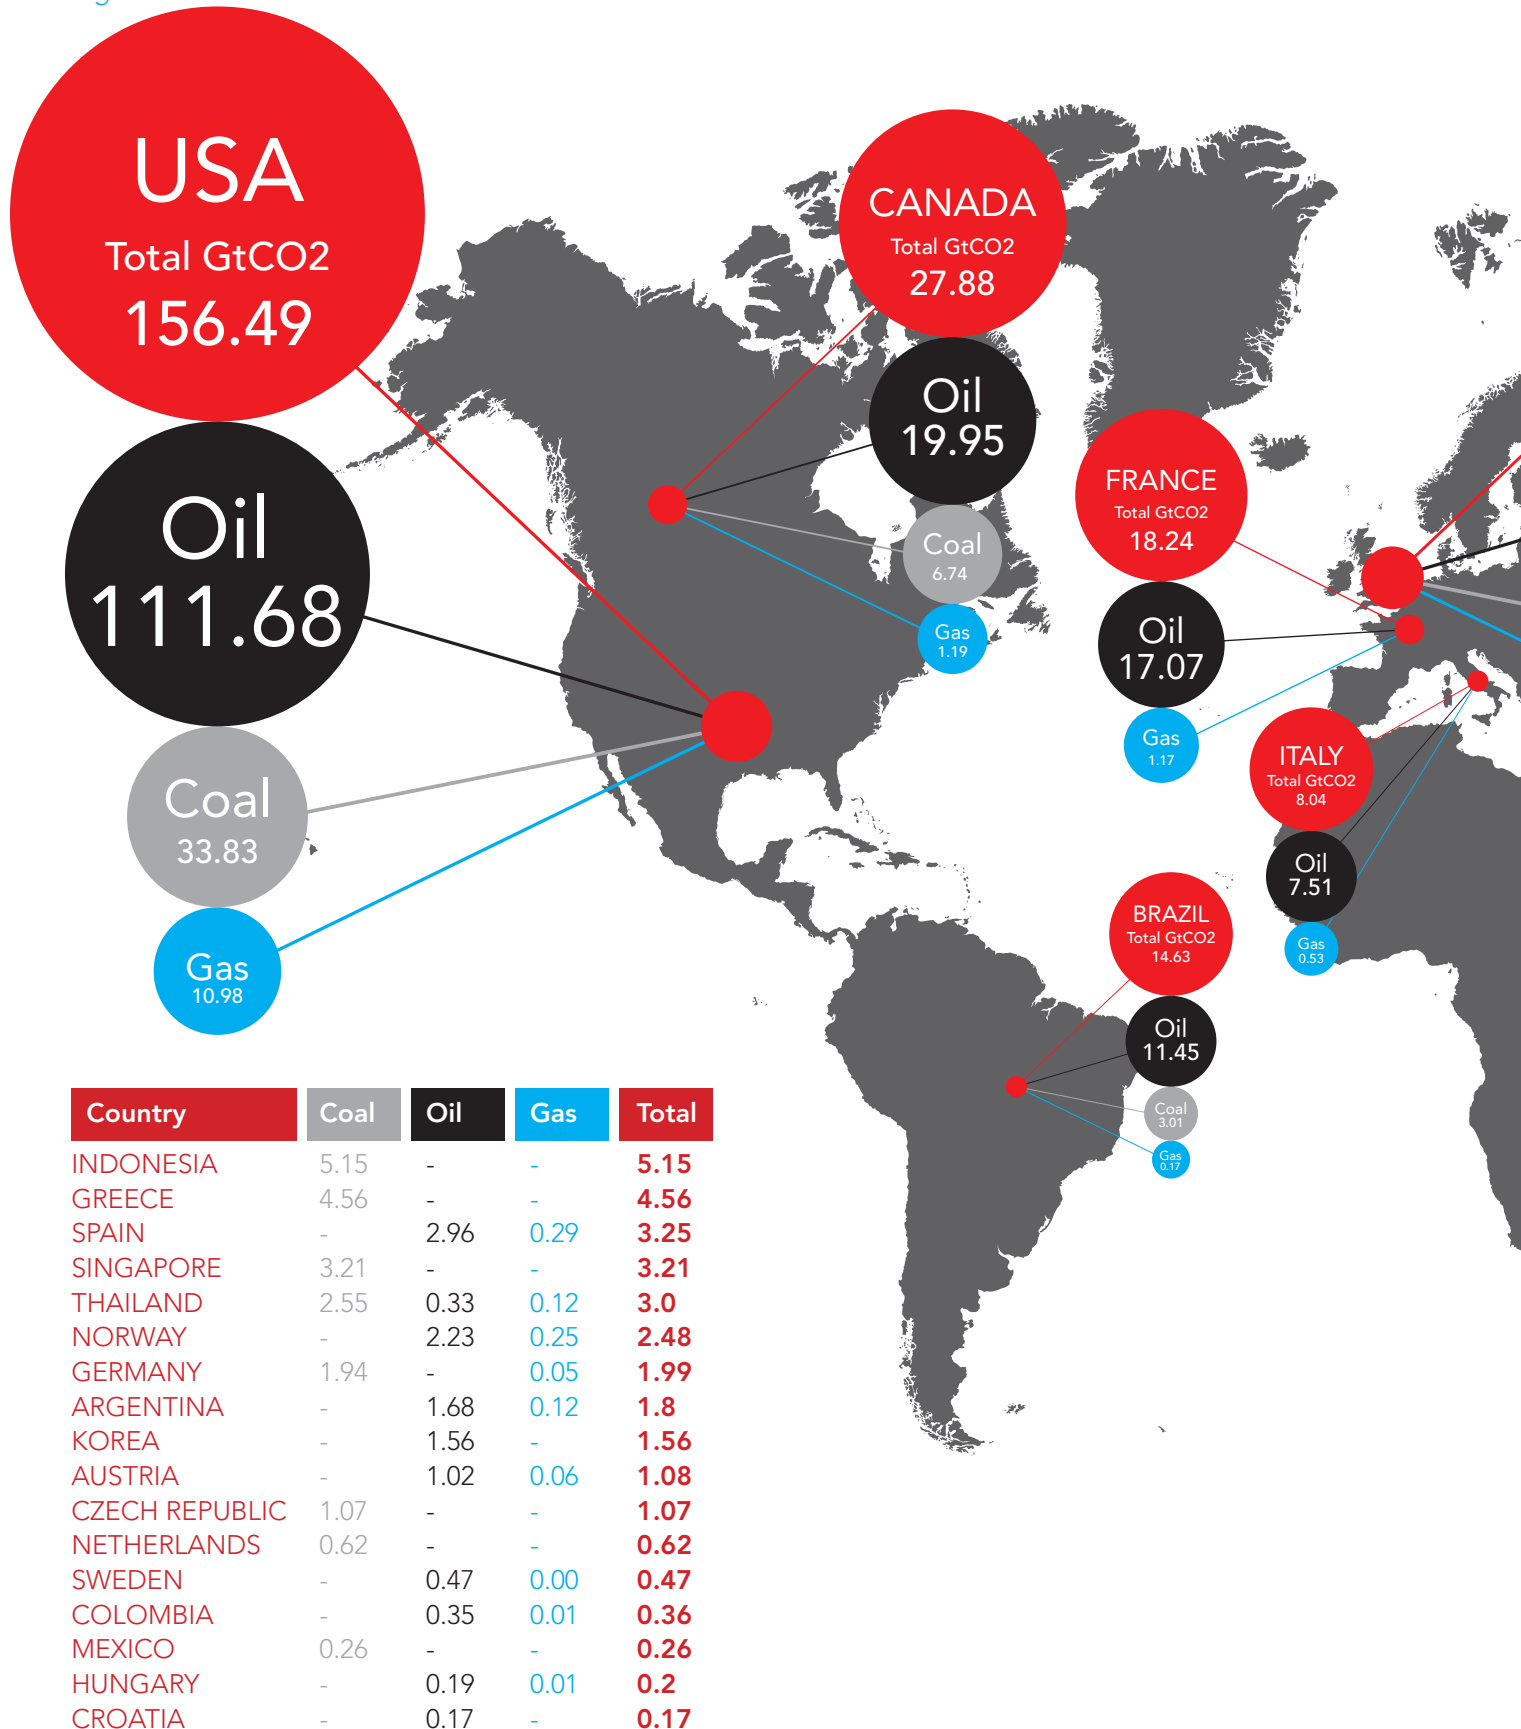 USA
Total GtCO2
156.49
Oil
111.68
Coal
33.83
Gas
10.98
CANADA
Total GtCO2
27.88
Oil
19.95
Coal
6.74
Gas
1.19
FRANCE
Total GtCO2
18.24
Oil
17.07
Gas
1.17
ITALY
Total GtCO2
8.04
Oil
7.51
Gas
0.53
BRAZIL
Total GtCO2
14.63
Oil
11.45
Coal
3.01
Gas
0.17
Country Coal Oil Gas Total
INDONESIA 5.15 - - 5.15
GREECE 4.56 - - 4.56
SPAIN - 2.96 0.29 3.25
SINGAPORE 3.21 - - 3.21
THAILAND 2.55 0.33 0.12 3.0
NORWAY - 2.23 0.25 2.48
GERMANY 1.94 - 0.05 1.99
ARGENTINA - 1.68 0.12 1.8
KOREA - 1.56 - 1.56
AUSTRIA - 1.02 0.06 1.08
CZECH REPUBLIC 1.07 - - 1.07
NETHERLANDS 0.62 - - 0.62
SWEDEN - 0.47 0.00 0.47
COLOMBIA - 0.35 0.01 0.36
MEXICO 0.26 - - 0.26
HUNGARY - 0.19 0.01 0.2
CROATIA - 0.17 - 0.17